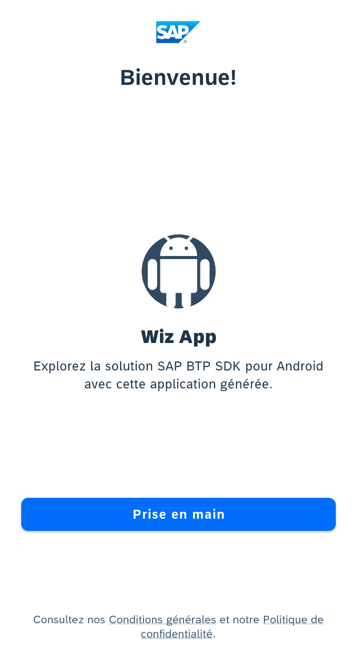 SAP
Bienvenue!
Wiz App
Explorez la solution SAP BTP SDK pour Android
avec cette application générée.
Prise en main
Consultez nos Conditions générales et notre Politique de
confidentialité.